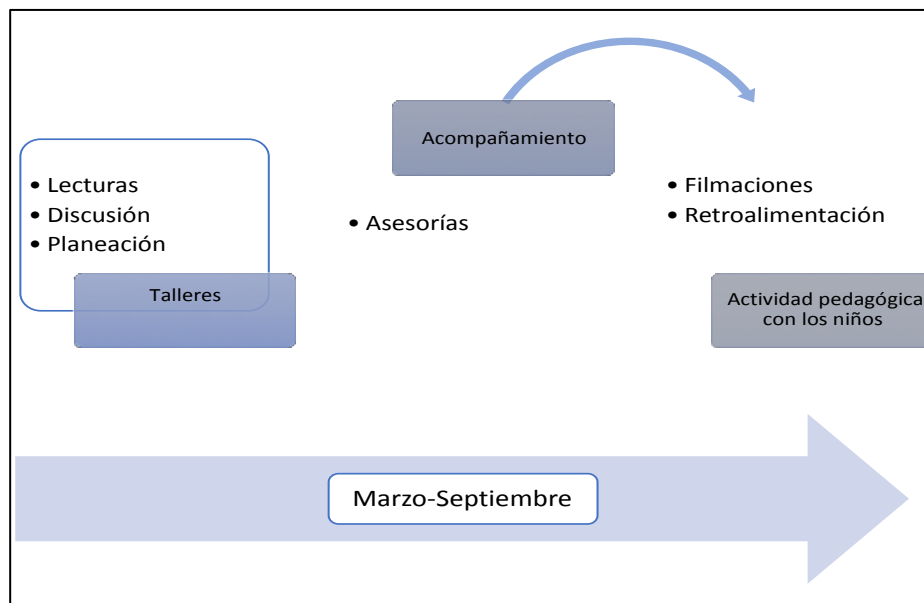 • Lecturas
• Discusión
• Planeación
Talleres
Acompañamiento
• Asesorías
• Filmaciones
• Retroalimentación
Actividad pedagógica
con los niños
Marzo-Septiembre